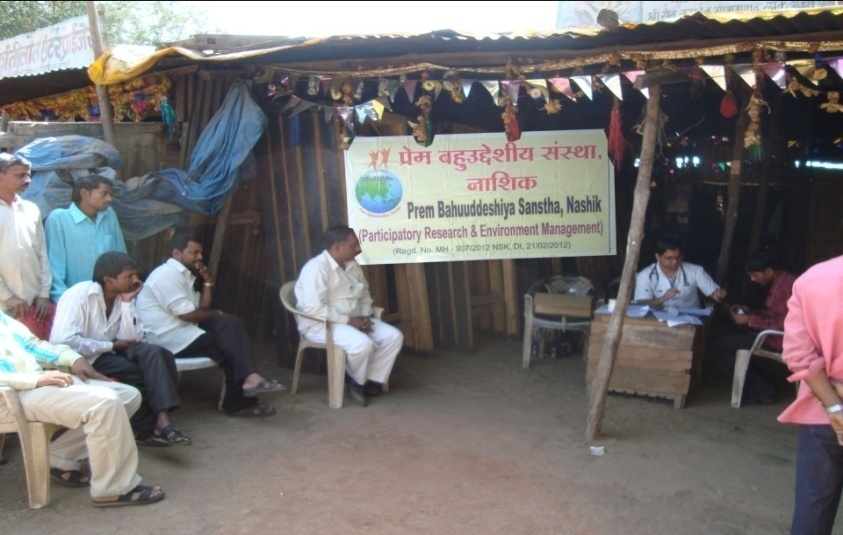 प्रेम बहुउद्देशीय संस्था,
नाशिक
Prem Bahuuddeshiya Sanstha, Nashik
(Participatory Research & Environment Management)
(Regd. No. MH - 937/2012 NSK, Dt. 21/02/2012)